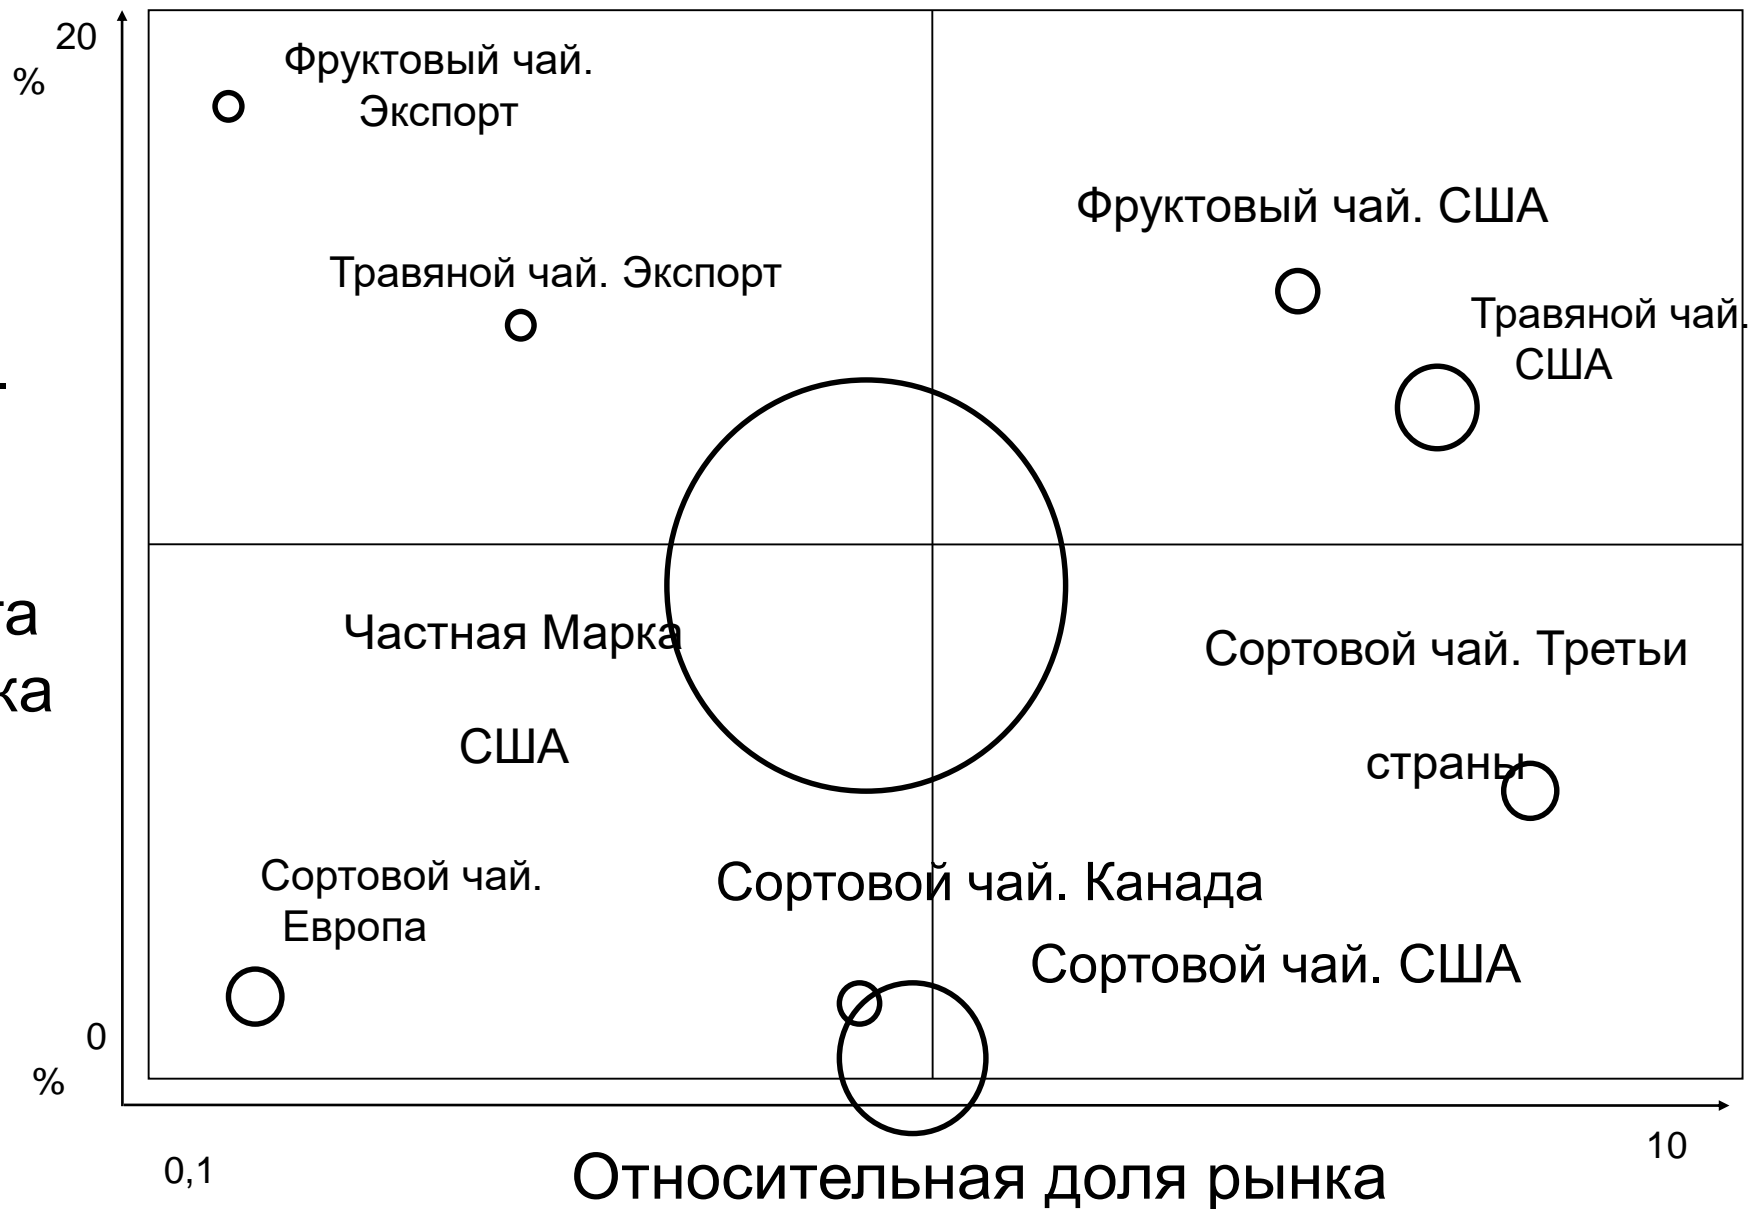 20
%
Фруктовый чай.
Экспорт
Фруктовый чай. США
Травяной чай. Экспорт
Травяной чай.
США
Частная Марка
США
Сортовой чай. Третьи
страны
Сортовой чай.
Европа
Сортовой чай. Канада
Сортовой чай. США
0
%
0,1
10
Относительная доля рынка